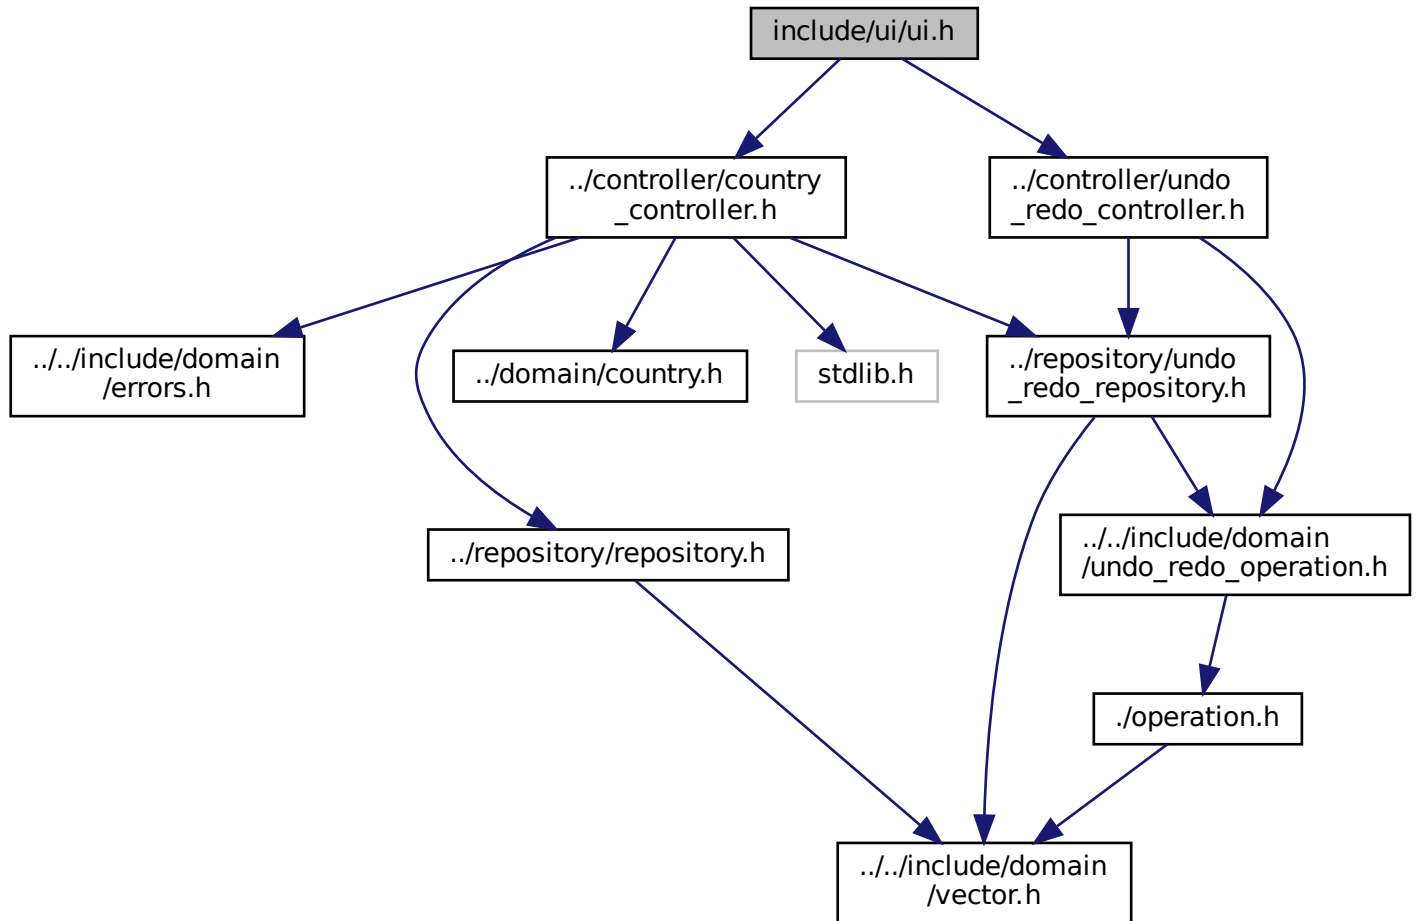 include/ui/ui.h
../controller/country
_controller.h
../controller/undo
_redo_controller.h
../../include/domain
/errors.h
../domain/country.h
stdlib.h
../repository/undo
_redo_repository.h
../repository/repository.h
../../include/domain
/undo_redo_operation.h
./operation.h
../../include/domain
/vector.h